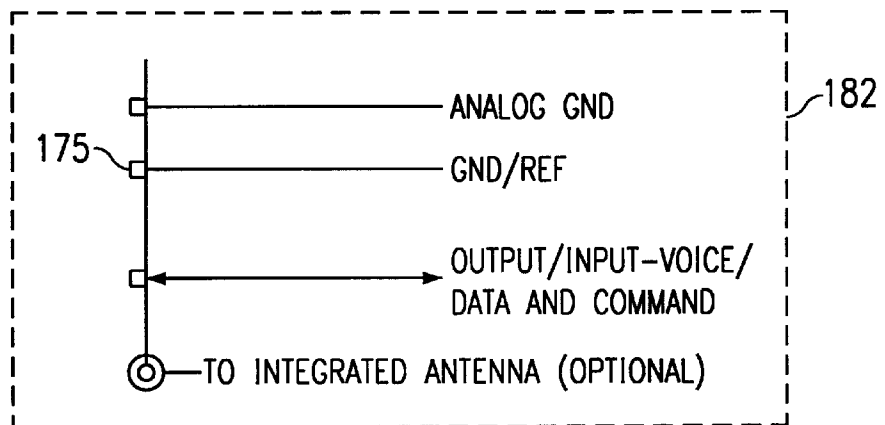 ANALOG GND
182
175
GND/REF
OUTPUT/INPUT-VOICE/
DATA AND COMMAND
TO INTEGRATED ANTENNA (OPTIONAL)